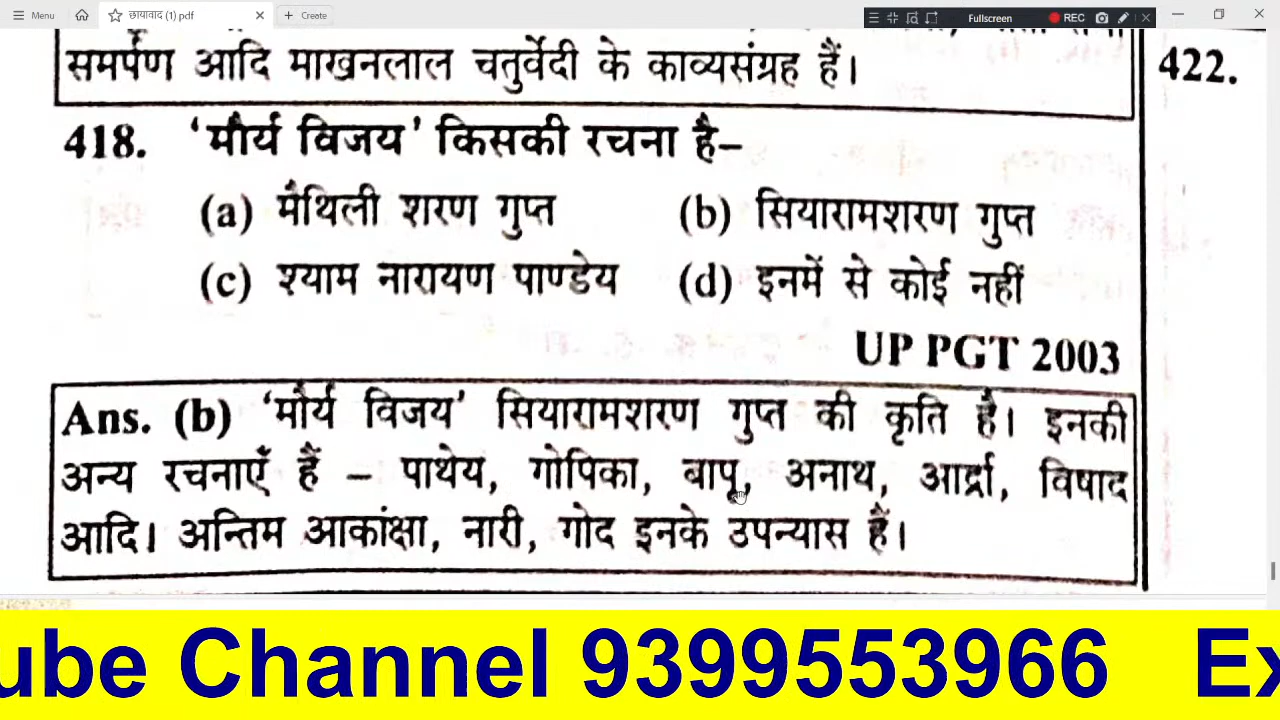 Menu
छायावाद (1) pdf
Create
Fullscreen
REC
समर्पण आदि माखनलाल चतुर्वेदी के काव्यसंग्रह हैं।
422.
418. 'मौर्य विजय' किसकी रचना है–
(a) मैथिली शरण गुप्त (b) सियारामशरण गुप्त
(c) श्याम नारायण पाण्डेय (d) इनमें से कोई नहीं
UP PGT 2003
Ans. (b) 'मौर्य विजय' सियारामशरण गुप्त की कृति है। इनकी
अन्य रचनाएँ हैं – पाथेय, गोपिका, बापू, अनाथ, आर्द्रा, विषाद
आदि। अन्तिम आकांक्षा, नारी, गोद इनके उपन्यास हैं।
ube Channel 9399553966 Ex